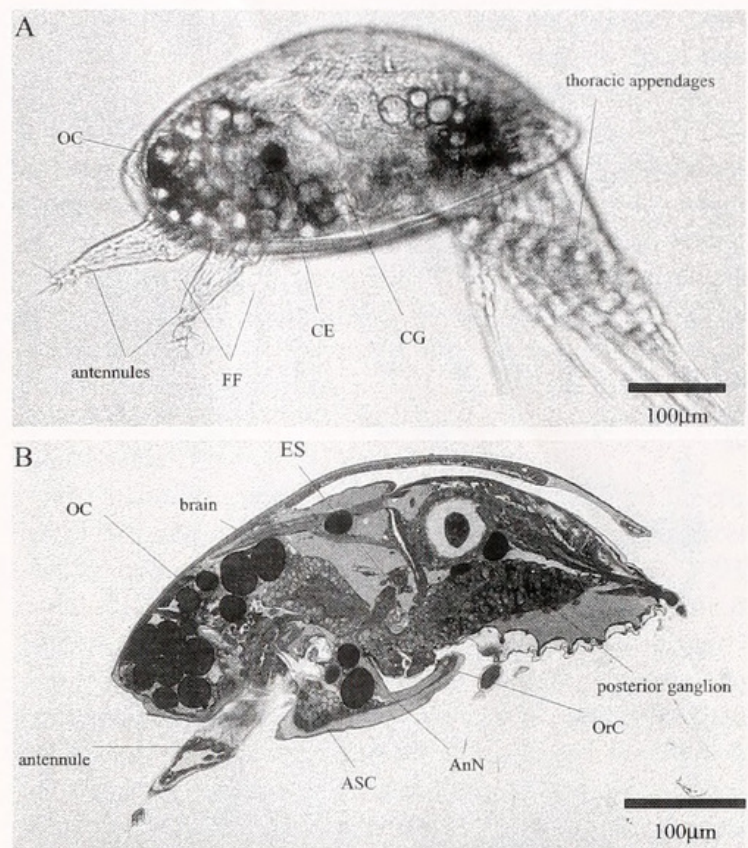 A
thoracic appendages
OC
CE
CG
antennules
FF
100μm
B
ES
brain
OC
posterior ganglion
OrC
antennule
AnN
ASC
100μm